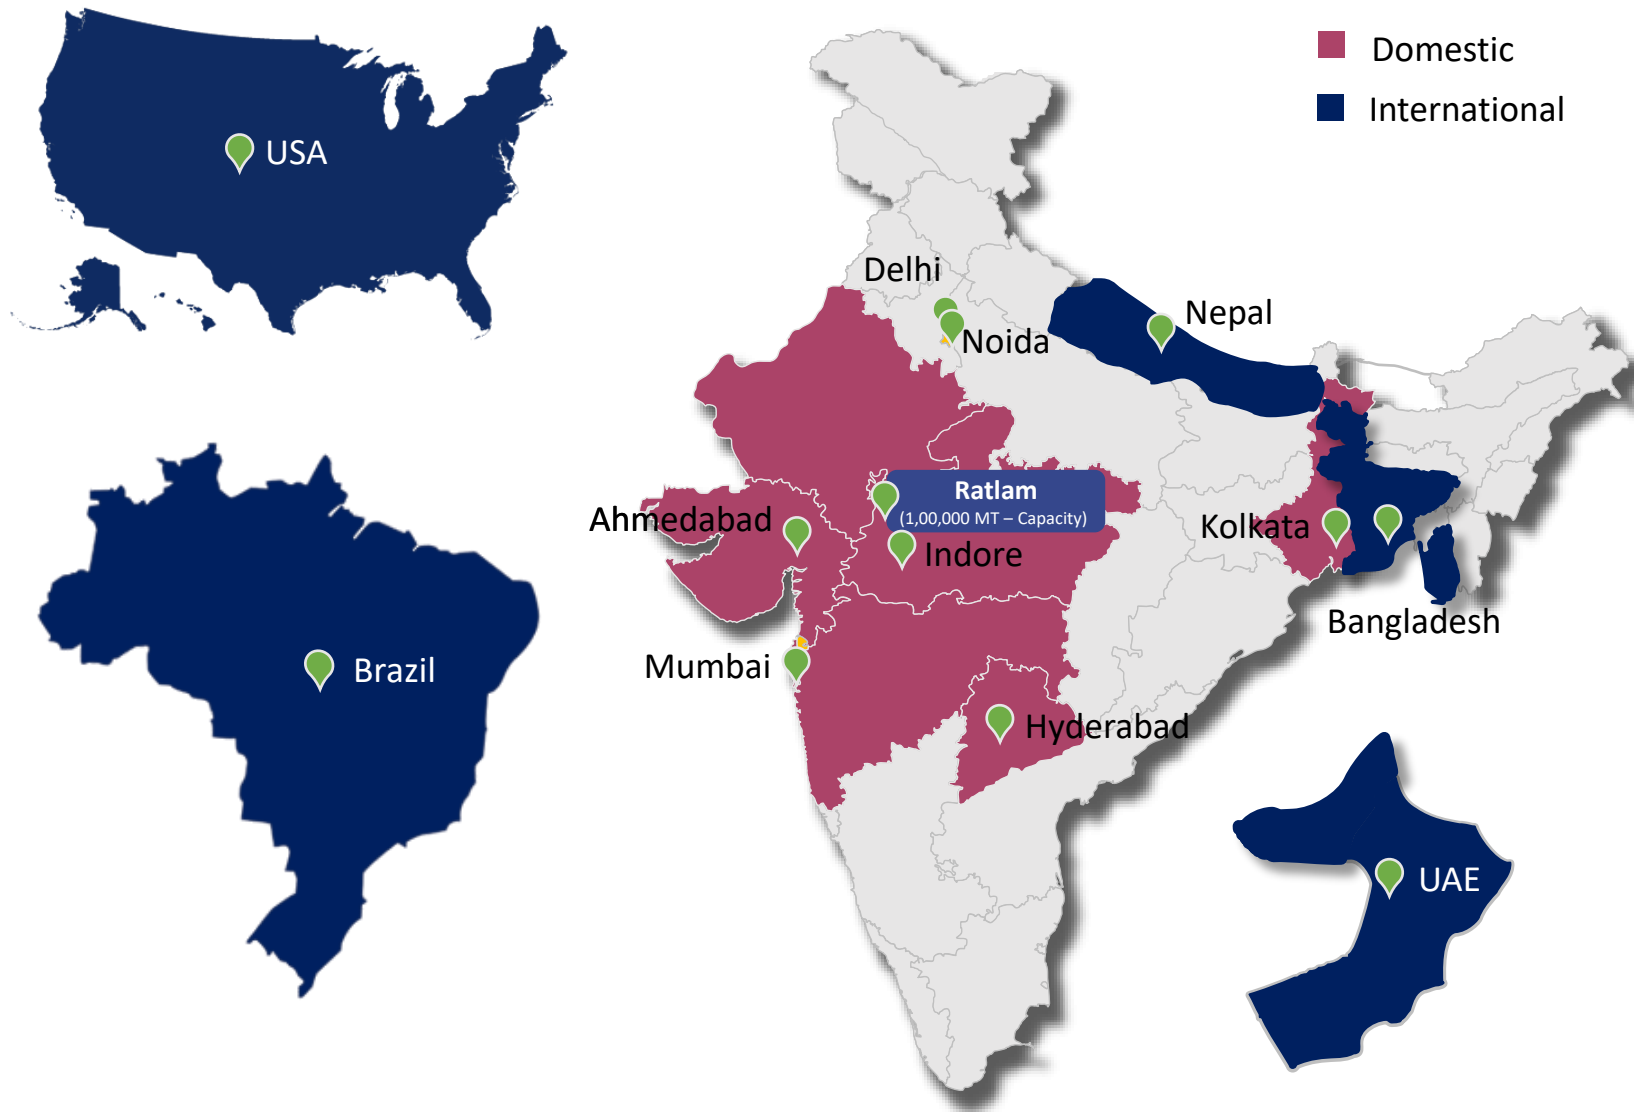 Domestic
International
USA
Delhi
Noida
Nepal
Ratlam
(1,00,000 MT – Capacity)
Ahmedabad
Indore
Kolkata
Bangladesh
Mumbai
Brazil
Hyderabad
UAE